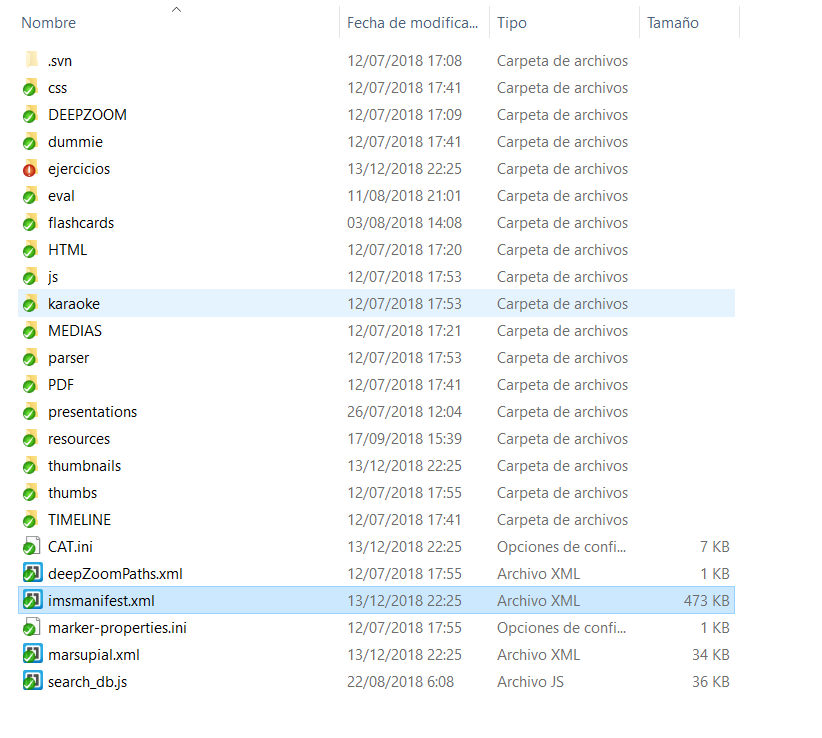 Nombre Fecha de modifica... Tipo Tamaño
.svn 12/07/2018 17:08 Carpeta de archivos
css 12/07/2018 17:41 Carpeta de archivos
DEEPZOOM 12/07/2018 17:09 Carpeta de archivos
dummie 12/07/2018 17:41 Carpeta de archivos
ejercicios 13/12/2018 22:25 Carpeta de archivos
eval 11/08/2018 21:01 Carpeta de archivos
flashcards 03/08/2018 14:08 Carpeta de archivos
HTML 12/07/2018 17:20 Carpeta de archivos
js 12/07/2018 17:53 Carpeta de archivos
karaoke 12/07/2018 17:53 Carpeta de archivos
MEDIAS 12/07/2018 17:21 Carpeta de archivos
parser 12/07/2018 17:53 Carpeta de archivos
PDF 12/07/2018 17:41 Carpeta de archivos
presentations 26/07/2018 12:04 Carpeta de archivos
resources 17/09/2018 15:39 Carpeta de archivos
thumbnails 13/12/2018 22:25 Carpeta de archivos
thumbs 12/07/2018 17:55 Carpeta de archivos
TIMELINE 12/07/2018 17:41 Carpeta de archivos
CAT.ini 13/12/2018 22:25 Opciones de confi... 7 KB
deepZoomPaths.xml 12/07/2018 17:55 Archivo XML 1 KB
imsmanifest.xml 13/12/2018 22:25 Archivo XML 473 KB
marker-properties.ini 12/07/2018 17:55 Opciones de confi... 1 KB
marsupial.xml 13/12/2018 22:25 Archivo XML 34 KB
search_db.js 22/08/2018 6:08 Archivo JS 36 KB